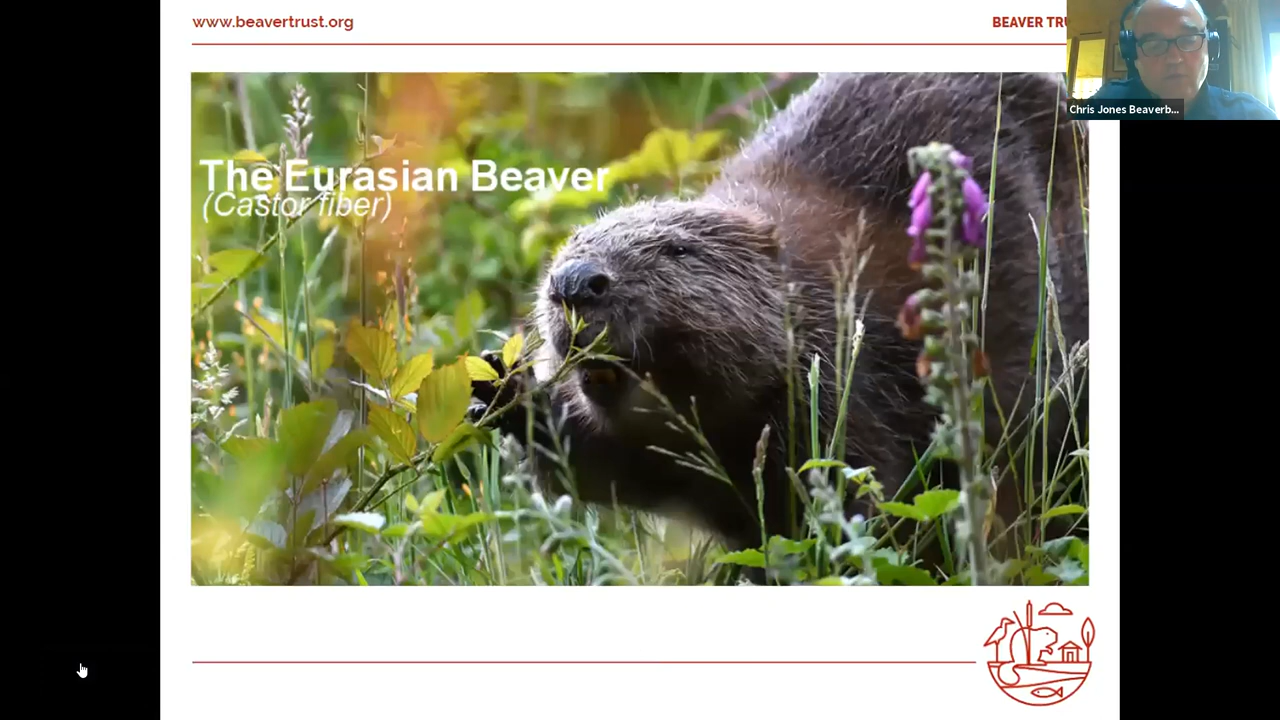 www.beavertrust.org
BEAVER TRU
Chris Jones Beaverb...
The Eurasian Beaver
(Castor fiber)